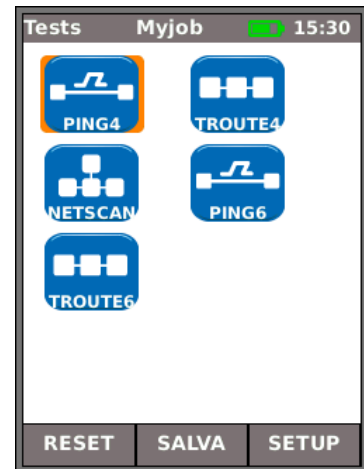 Tests Myjob 15:30
PING4 TROUTE4
NETSCAN PING6
TROUTE6
RESET SALVA SETUP